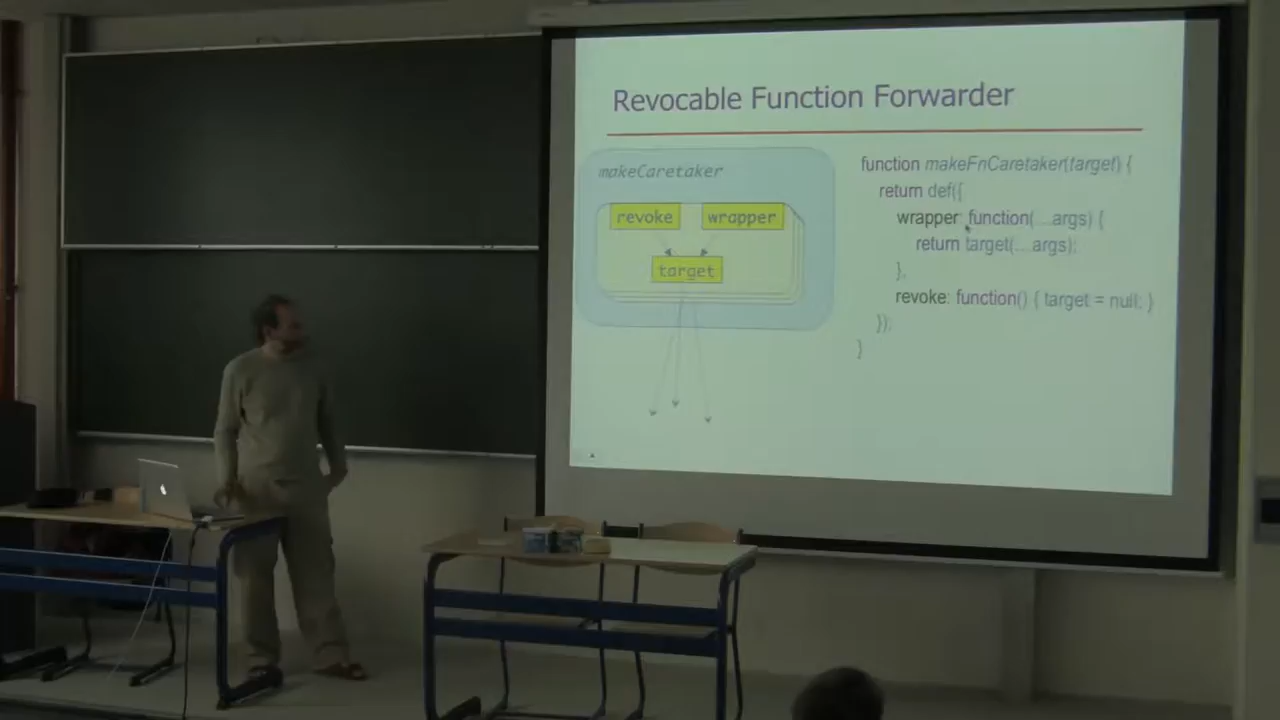 Revocable Function Forwarder
makeCaretaker
revoke wrapper
target
function makeFnCaretaker(target) {
return def({
wrapper: function(...args) {
return target(...args);
},
revoke: function() { target = null; }
});
}